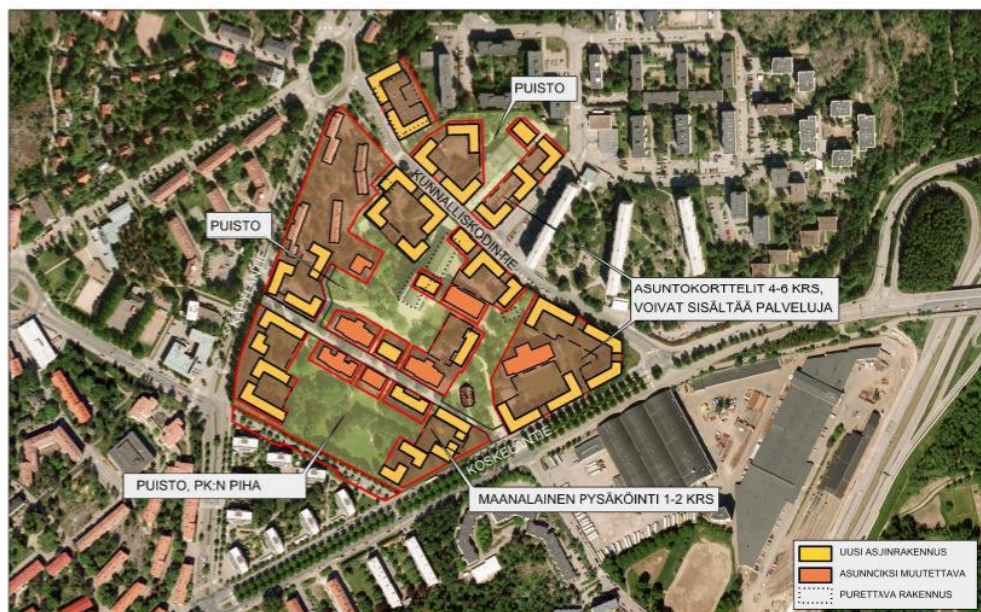 PUISTO
KUNNALLISKODINTIE
PUISTO
ASUNTOKORTTELIT 4-6 KRS,
VOIVAT SISÄLTÄÄ PALVELUJA
KOSKELANTIE
PUISTO, PK:N PIHA
MAANALAINEN PYSÄKÖINTI 1-2 KRS
UUSI ASJINRAKENNUS
ASUNNCIKSI MUUTETTAVA
PURETTAVA RAKENNUS